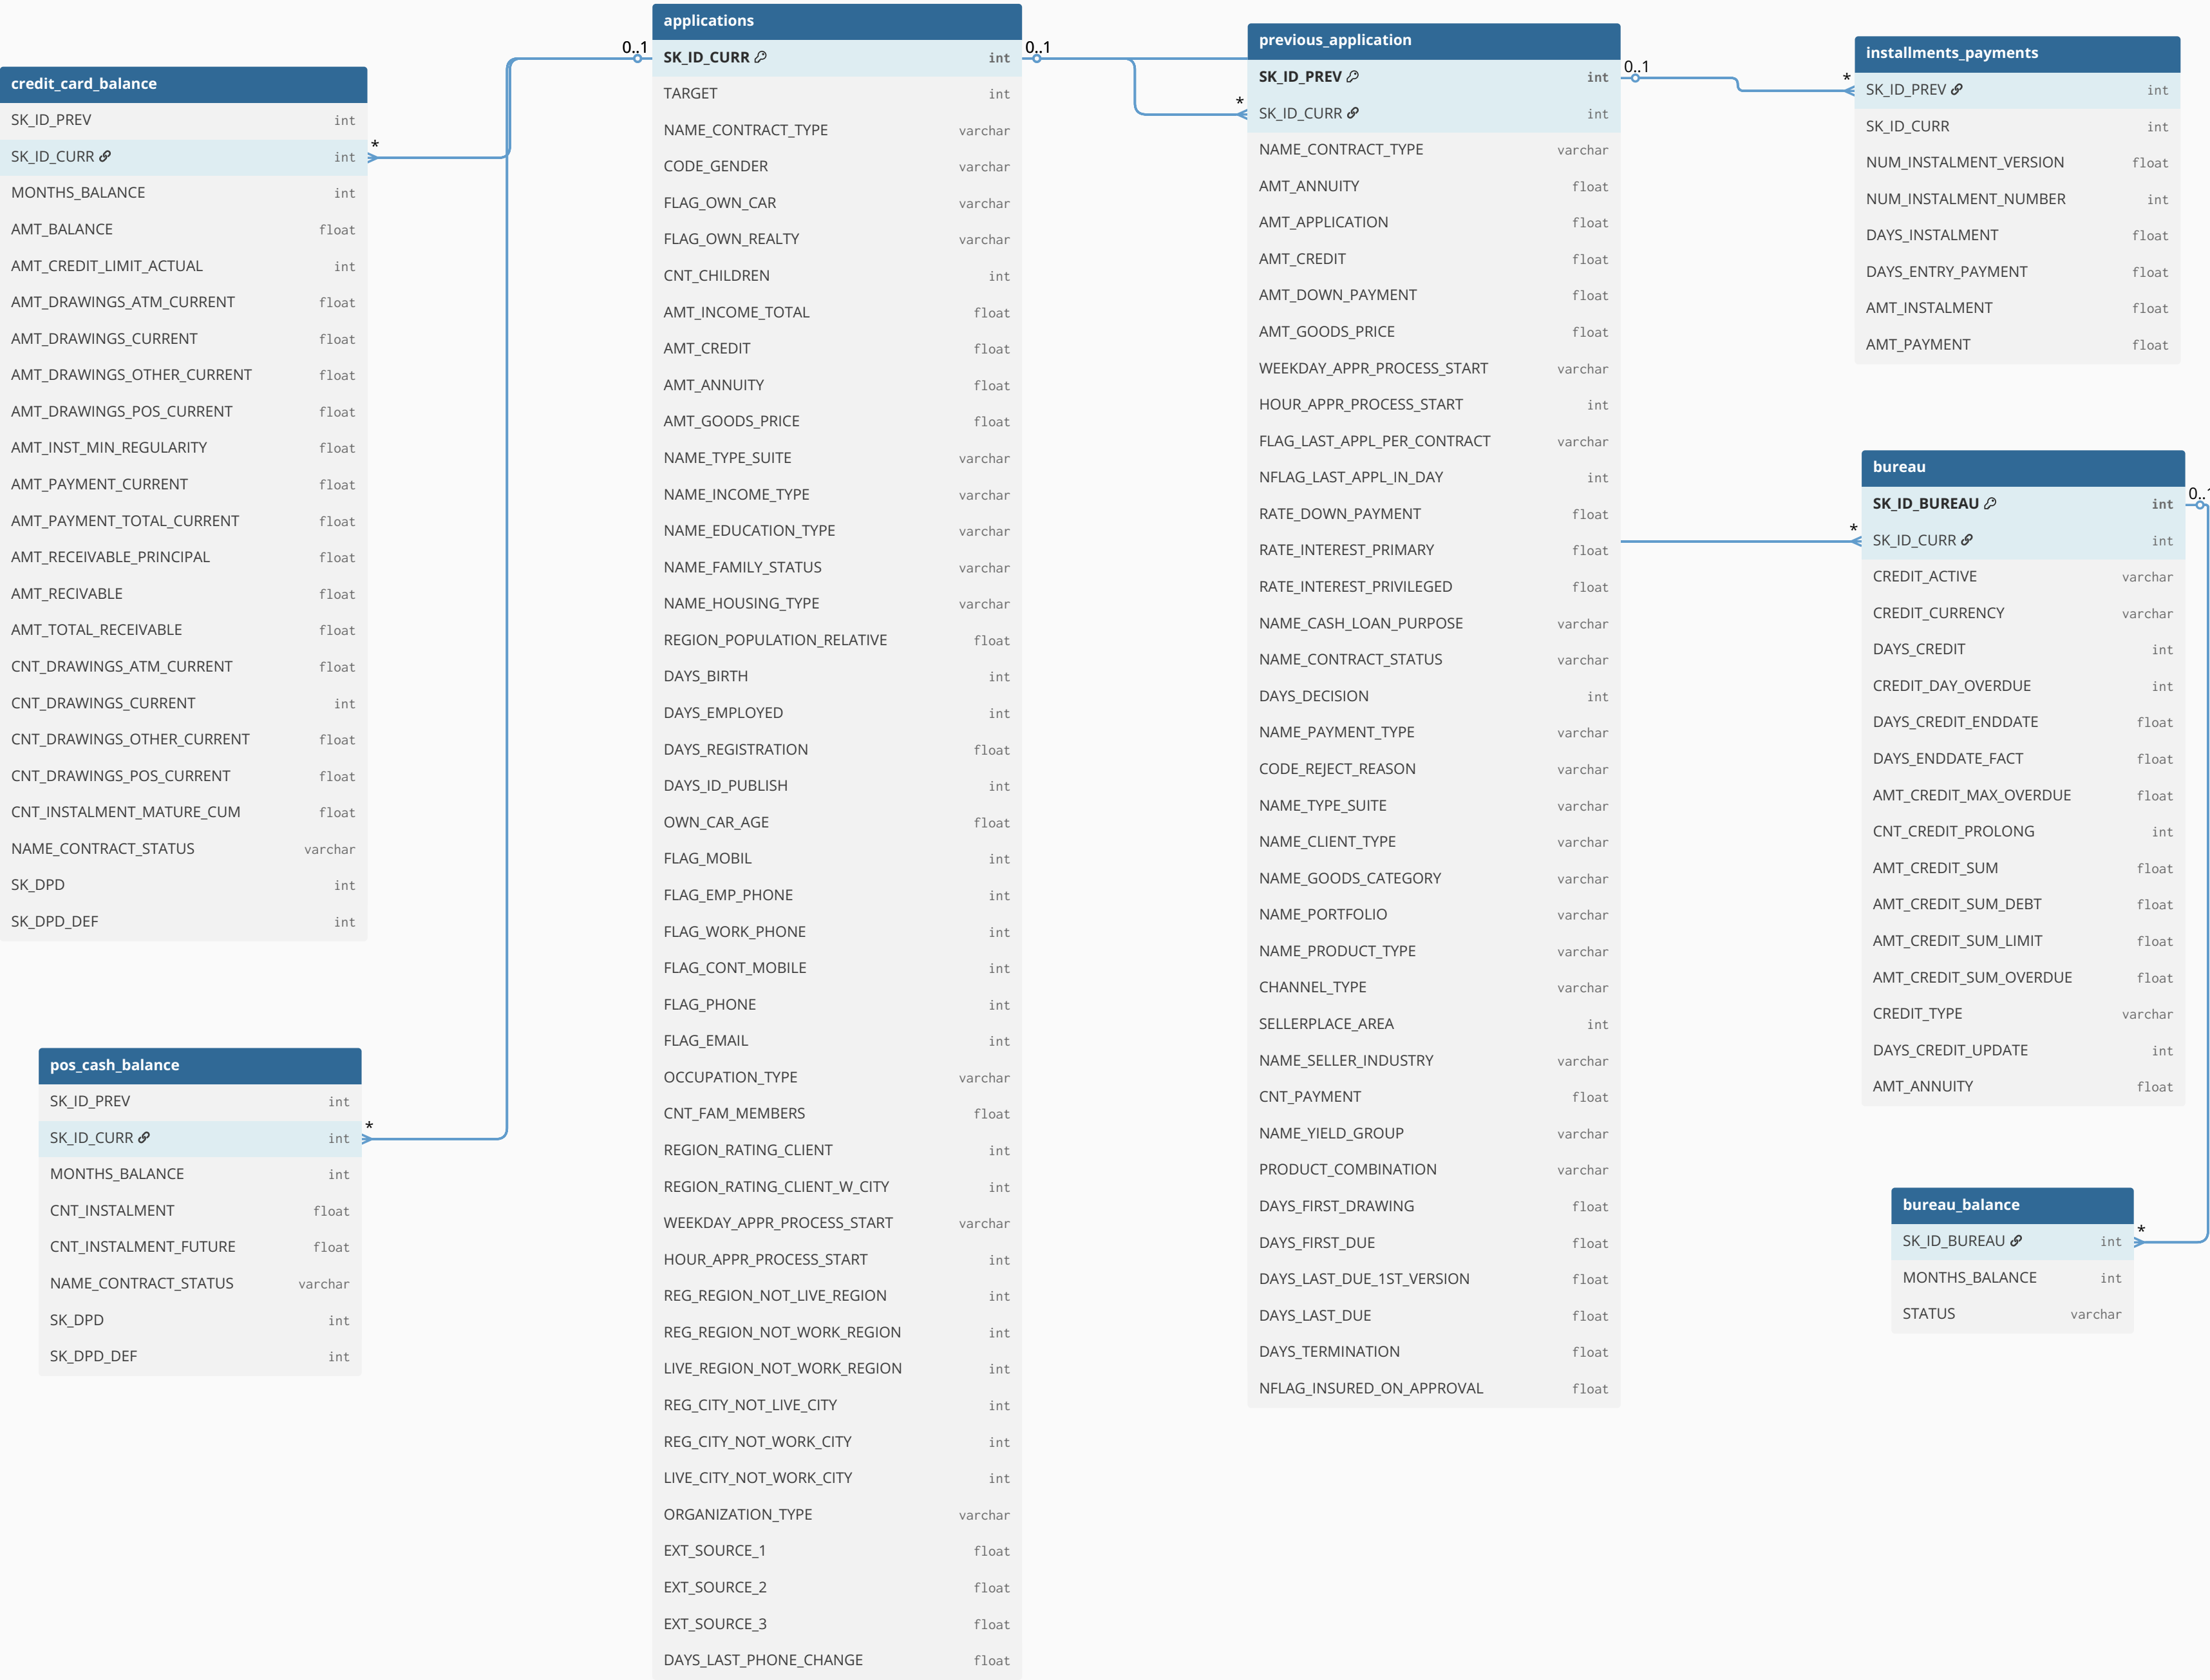 credit_card_balance
SK_ID_PREV int
SK_ID_CURR int
MONTHS_BALANCE int
AMT_BALANCE float
AMT_CREDIT_LIMIT_ACTUAL int
AMT_DRAWINGS_ATM_CURRENT float
AMT_DRAWINGS_CURRENT float
AMT_DRAWINGS_OTHER_CURRENT float
AMT_DRAWINGS_POS_CURRENT float
AMT_INST_MIN_REGULARITY float
AMT_PAYMENT_CURRENT float
AMT_PAYMENT_TOTAL_CURRENT float
AMT_RECEIVABLE_PRINCIPAL float
AMT_RECIVABLE float
AMT_TOTAL_RECEIVABLE float
CNT_DRAWINGS_ATM_CURRENT float
CNT_DRAWINGS_CURRENT int
CNT_DRAWINGS_OTHER_CURRENT float
CNT_DRAWINGS_POS_CURRENT float
CNT_INSTALMENT_MATURE_CUM float
NAME_CONTRACT_STATUS varchar
SK_DPD int
SK_DPD_DEF int
*
pos_cash_balance
SK_ID_PREV int
SK_ID_CURR int
MONTHS_BALANCE int
CNT_INSTALMENT float
CNT_INSTALMENT_FUTURE float
NAME_CONTRACT_STATUS varchar
SK_DPD int
SK_DPD_DEF int
*
0..1
applications
SK_ID_CURR int
TARGET int
NAME_CONTRACT_TYPE varchar
CODE_GENDER varchar
FLAG_OWN_CAR varchar
FLAG_OWN_REALTY varchar
CNT_CHILDREN int
AMT_INCOME_TOTAL float
AMT_CREDIT float
AMT_ANNUITY float
AMT_GOODS_PRICE float
NAME_TYPE_SUITE varchar
NAME_INCOME_TYPE varchar
NAME_EDUCATION_TYPE varchar
NAME_FAMILY_STATUS varchar
NAME_HOUSING_TYPE varchar
REGION_POPULATION_RELATIVE float
DAYS_BIRTH int
DAYS_EMPLOYED int
DAYS_REGISTRATION float
DAYS_ID_PUBLISH int
OWN_CAR_AGE float
FLAG_MOBIL int
FLAG_EMP_PHONE int
FLAG_WORK_PHONE int
FLAG_CONT_MOBILE int
FLAG_PHONE int
FLAG_EMAIL int
OCCUPATION_TYPE varchar
CNT_FAM_MEMBERS float
REGION_RATING_CLIENT int
REGION_RATING_CLIENT_W_CITY int
WEEKDAY_APPR_PROCESS_START varchar
HOUR_APPR_PROCESS_START int
REG_REGION_NOT_LIVE_REGION int
REG_REGION_NOT_WORK_REGION int
LIVE_REGION_NOT_WORK_REGION int
REG_CITY_NOT_LIVE_CITY int
REG_CITY_NOT_WORK_CITY int
LIVE_CITY_NOT_WORK_CITY int
ORGANIZATION_TYPE varchar
EXT_SOURCE_1 float
EXT_SOURCE_2 float
EXT_SOURCE_3 float
DAYS_LAST_PHONE_CHANGE float
0..1
*
previous_application
SK_ID_PREV int
SK_ID_CURR int
NAME_CONTRACT_TYPE varchar
AMT_ANNUITY float
AMT_APPLICATION float
AMT_CREDIT float
AMT_DOWN_PAYMENT float
AMT_GOODS_PRICE float
WEEKDAY_APPR_PROCESS_START varchar
HOUR_APPR_PROCESS_START int
FLAG_LAST_APPL_PER_CONTRACT varchar
NFLAG_LAST_APPL_IN_DAY int
RATE_DOWN_PAYMENT float
RATE_INTEREST_PRIMARY float
RATE_INTEREST_PRIVILEGED float
NAME_CASH_LOAN_PURPOSE varchar
NAME_CONTRACT_STATUS varchar
DAYS_DECISION int
NAME_PAYMENT_TYPE varchar
CODE_REJECT_REASON varchar
NAME_TYPE_SUITE varchar
NAME_CLIENT_TYPE varchar
NAME_GOODS_CATEGORY varchar
NAME_PORTFOLIO varchar
NAME_PRODUCT_TYPE varchar
CHANNEL_TYPE varchar
SELLERPLACE_AREA int
NAME_SELLER_INDUSTRY varchar
CNT_PAYMENT float
NAME_YIELD_GROUP varchar
PRODUCT_COMBINATION varchar
DAYS_FIRST_DRAWING float
DAYS_FIRST_DUE float
DAYS_LAST_DUE_1ST_VERSION float
DAYS_LAST_DUE float
DAYS_TERMINATION float
NFLAG_INSURED_ON_APPROVAL float
0..1
*
installments_payments
SK_ID_PREV int
SK_ID_CURR int
NUM_INSTALMENT_VERSION float
NUM_INSTALMENT_NUMBER int
DAYS_INSTALMENT float
DAYS_ENTRY_PAYMENT float
AMT_INSTALMENT float
AMT_PAYMENT float
*
bureau
SK_ID_BUREAU int
SK_ID_CURR int
CREDIT_ACTIVE varchar
CREDIT_CURRENCY varchar
DAYS_CREDIT int
CREDIT_DAY_OVERDUE int
DAYS_CREDIT_ENDDATE float
DAYS_ENDDATE_FACT float
AMT_CREDIT_MAX_OVERDUE float
CNT_CREDIT_PROLONG int
AMT_CREDIT_SUM float
AMT_CREDIT_SUM_DEBT float
AMT_CREDIT_SUM_LIMIT float
AMT_CREDIT_SUM_OVERDUE float
CREDIT_TYPE varchar
DAYS_CREDIT_UPDATE int
AMT_ANNUITY float
bureau_balance
SK_ID_BUREAU int
MONTHS_BALANCE int
STATUS varchar
*